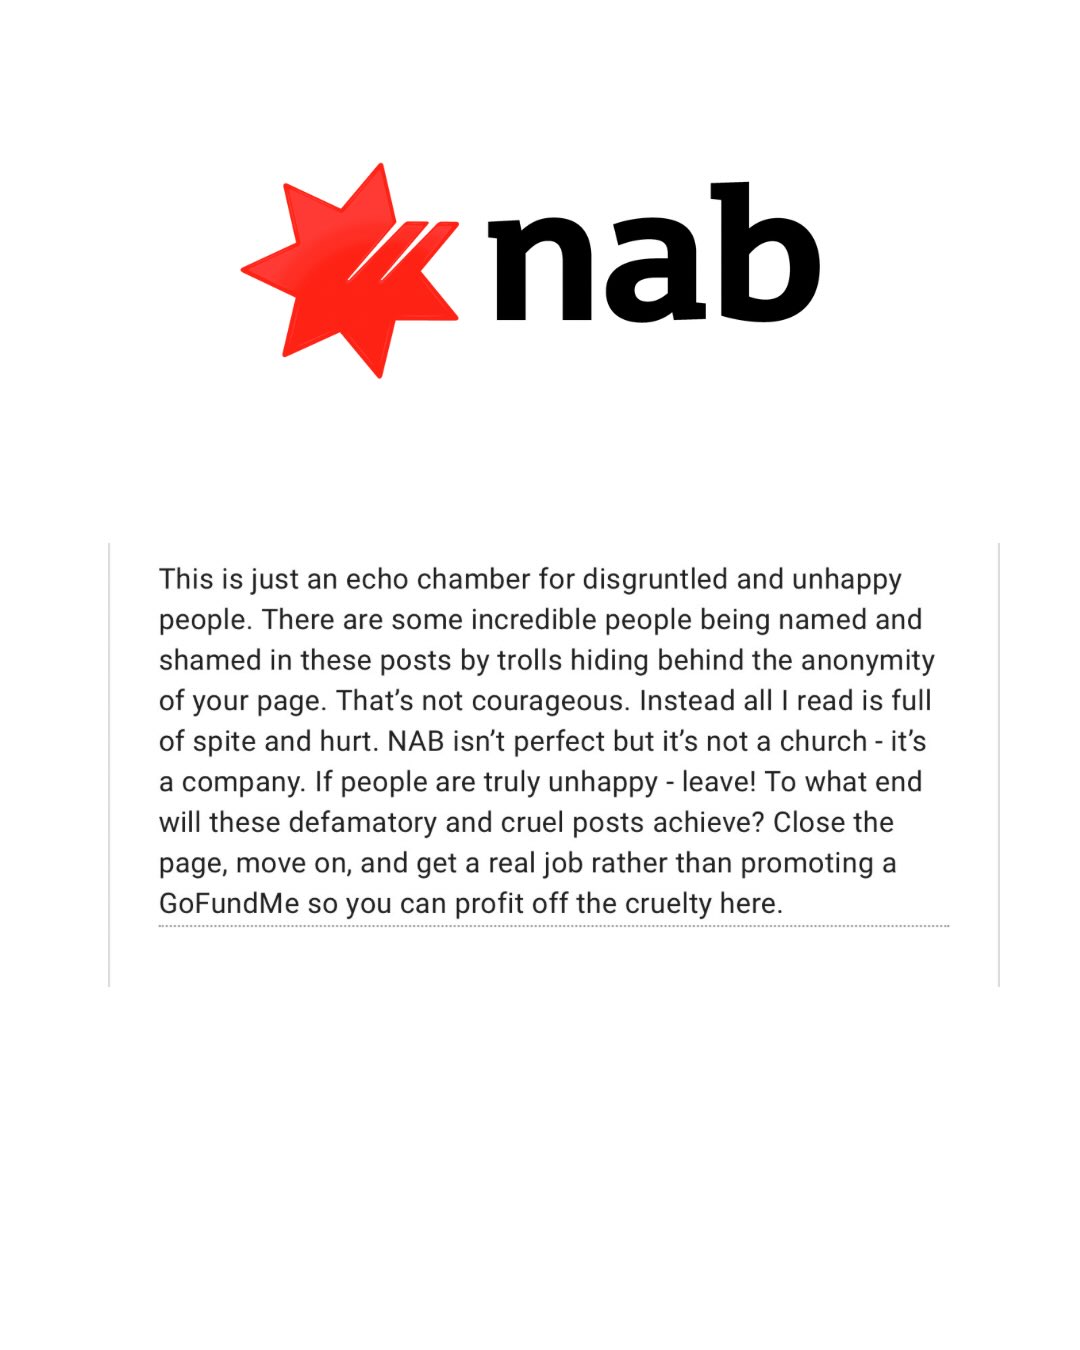 nab
This is just an echo chamber for disgruntled and unhappy
people. There are some incredible people being named and
shamed in these posts by trolls hiding behind the anonymity
of your page. That’s not courageous. Instead all I read is full
of spite and hurt. NAB isn’t perfect but it’s not a church - it’s
a company. If people are truly unhappy - leave! To what end
will these defamatory and cruel posts achieve? Close the
page, move on, and get a real job rather than promoting a
GoFundMe so you can profit off the cruelty here.